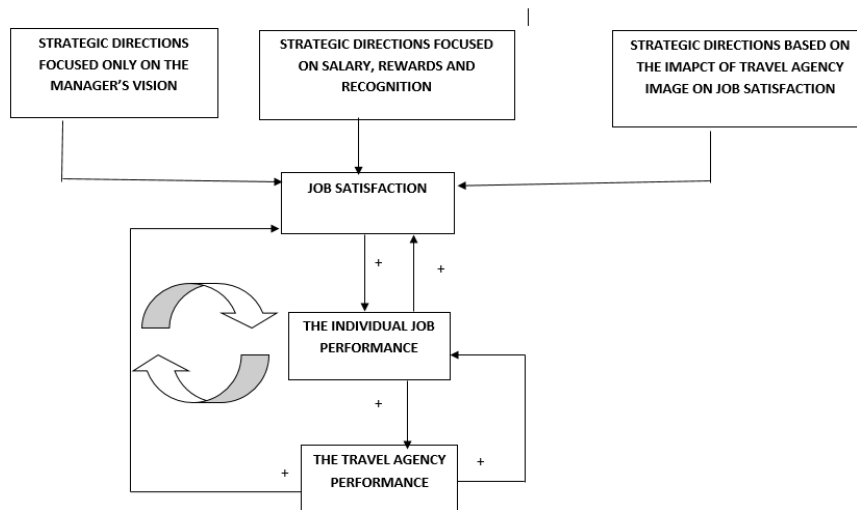 STRATEGIC DIRECTIONS
FOCUSED ONLY ON THE
MANAGER'S VISION
STRATEGIC DIRECTIONS FOCUSED
ON SALARY, REWARDS AND
RECOGNITION
STRATEGIC DIRECTIONS BASED ON
THE IMAPCT OF TRAVEL AGENCY
IMAGE ON JOB SATISFACTION
JOB SATISFACTION
+
+
THE INDIVIDUAL JOB
PERFORMANCE
+
THE TRAVEL AGENCY
PERFORMANCE
+
+